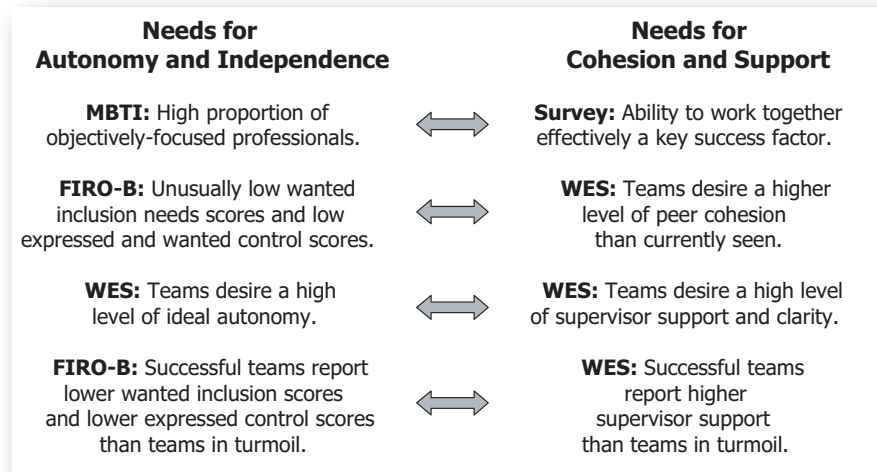 Needs for
Autonomy and Independence
Needs for
Cohesion and Support
MBTI: High proportion of
objectively-focused professionals.
Survey: Ability to work together
effectively a key success factor.
FIRO-B: Unusually low wanted
inclusion needs scores and low
expressed and wanted control scores.
WES: Teams desire a higher
level of peer cohesion
than currently seen.
WES: Teams desire a high
level of ideal autonomy.
WES: Teams desire a high level
of supervisor support and clarity.
FIRO-B: Successful teams report
lower wanted inclusion scores
and lower expressed control scores
than teams in turmoil.
WES: Successful teams
report higher
supervisor support
than teams in turmoil.